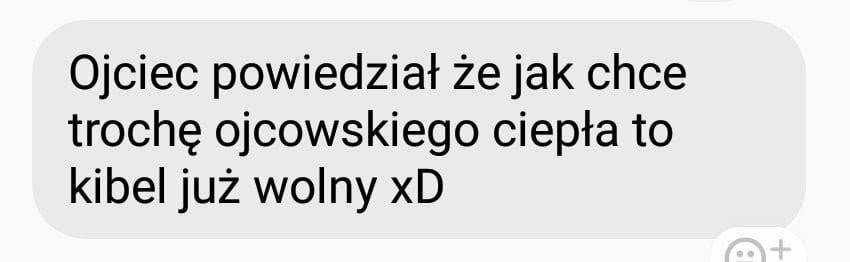 Ojciec powiedział że jak chce
trochę ojcowskiego ciepła to
kibel już wolny xD